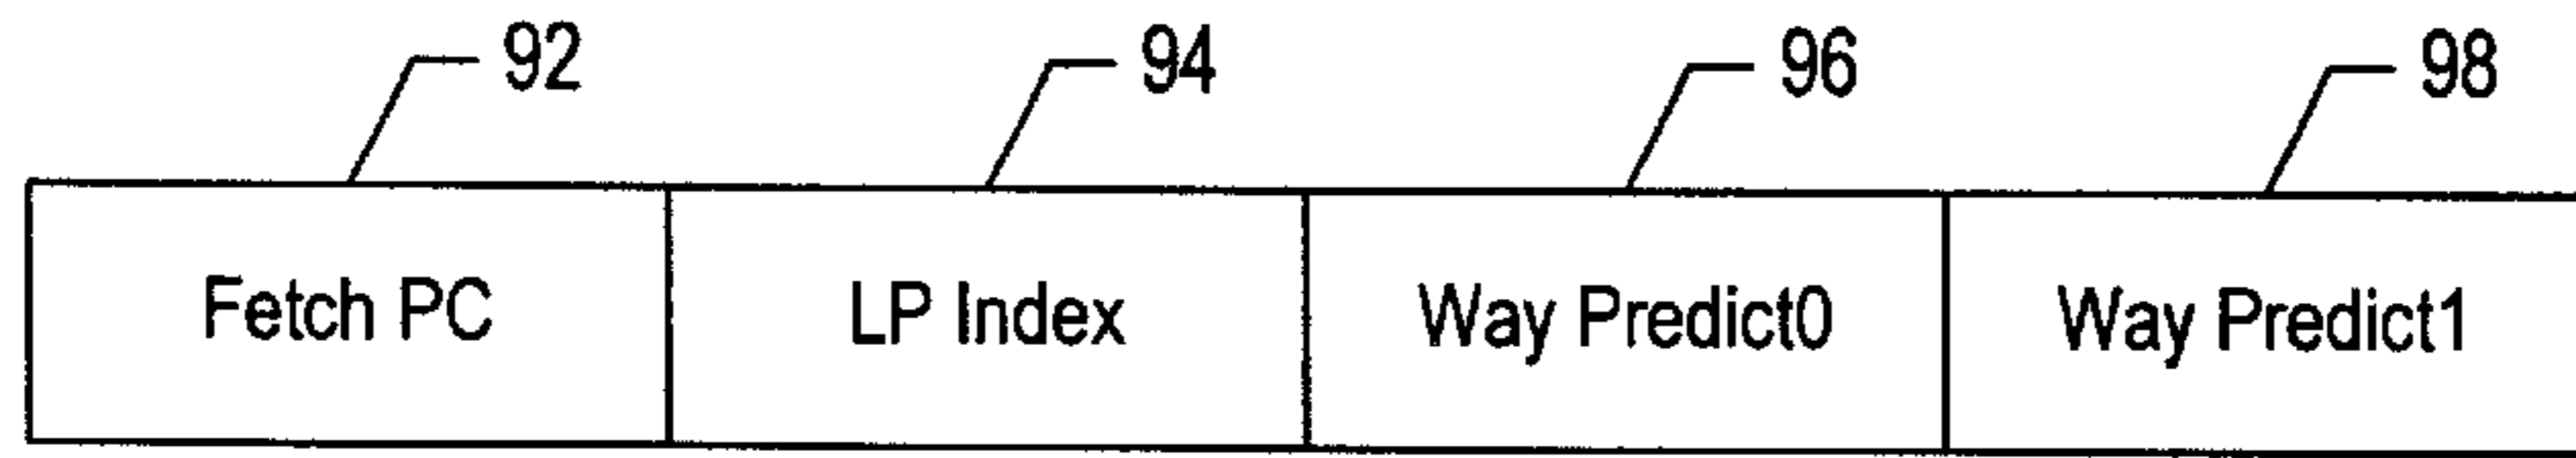 92 94 96 98
Fetch PC LP Index Way Predict0 Way Predict1